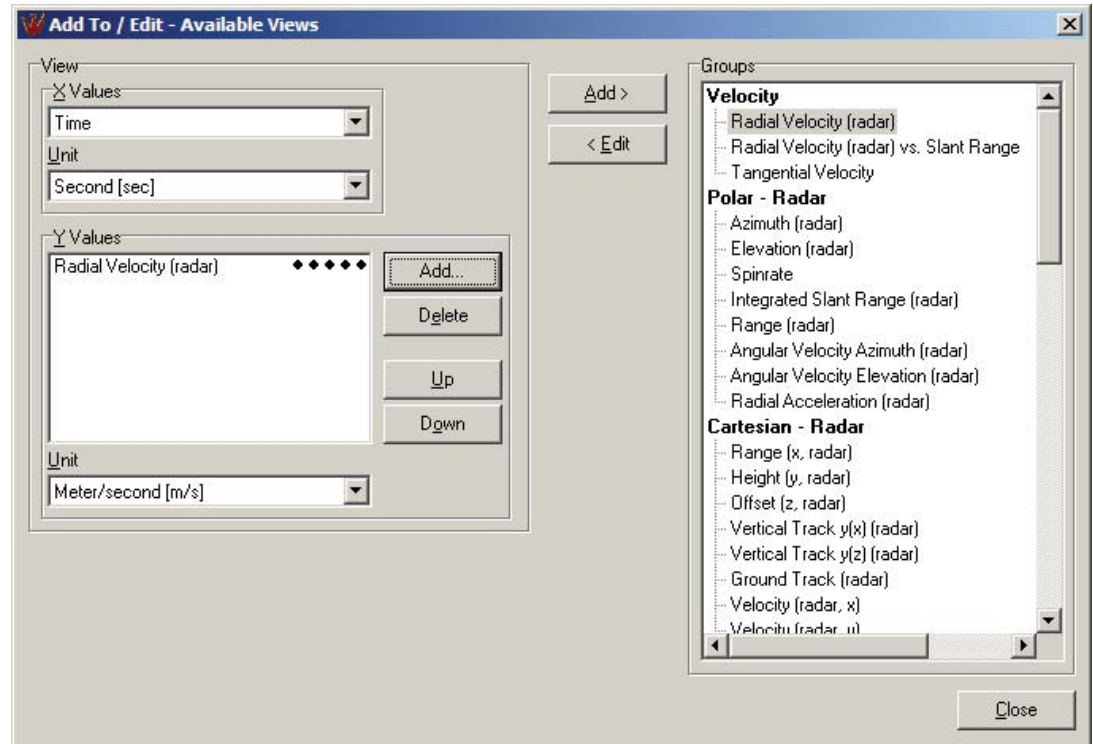 Add To / Edit - Available Views
View
X Values
Time
Unit
Second [sec]
Y Values
Radial Velocity (radar)
Add...
Delete
Up
Down
Unit
Meter/second [m/s]
Add >
< Edit
Groups
Velocity
Radial Velocity (radar)
Radial Velocity (radar) vs. Slant Range
Tangential Velocity
Polar - Radar
Azimuth (radar)
Elevation (radar)
Spinrate
Integrated Slant Range (radar)
Range (radar)
Angular Velocity Azimuth (radar)
Angular Velocity Elevation (radar)
Radial Acceleration (radar)
Cartesian - Radar
Range (x, radar)
Height (y, radar)
Offset (z, radar)
Vertical Track y(x) (radar)
Vertical Track y(z) (radar)
Ground Track (radar)
Velocity (radar, x)
Velocity (radar, y)
Close